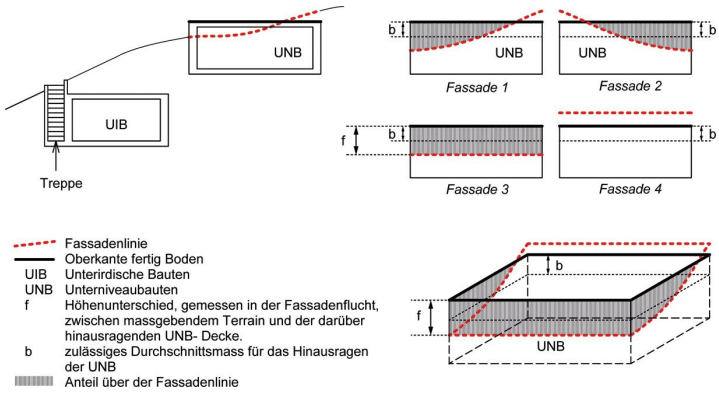 UNB
UIB
Treppe
b
UNB
Fassade 1
UNB
b
Fassade 2
f
b
Fassade 3
b
Fassade 4
Fassadenlinie
Oberkante fertig Boden
UIB Unterirdische Bauten
UNB Unterniveaubauten
f Höhenunterschied, gemessen in der Fassadenflucht,
zwischen massgebendem Terrain und der darüber
hinausragenden UNB- Decke.
b zulässiges Durchschnittsmass für das Hinausragen
der UNB
Anteil über der Fassadenlinie
b
f
UNB